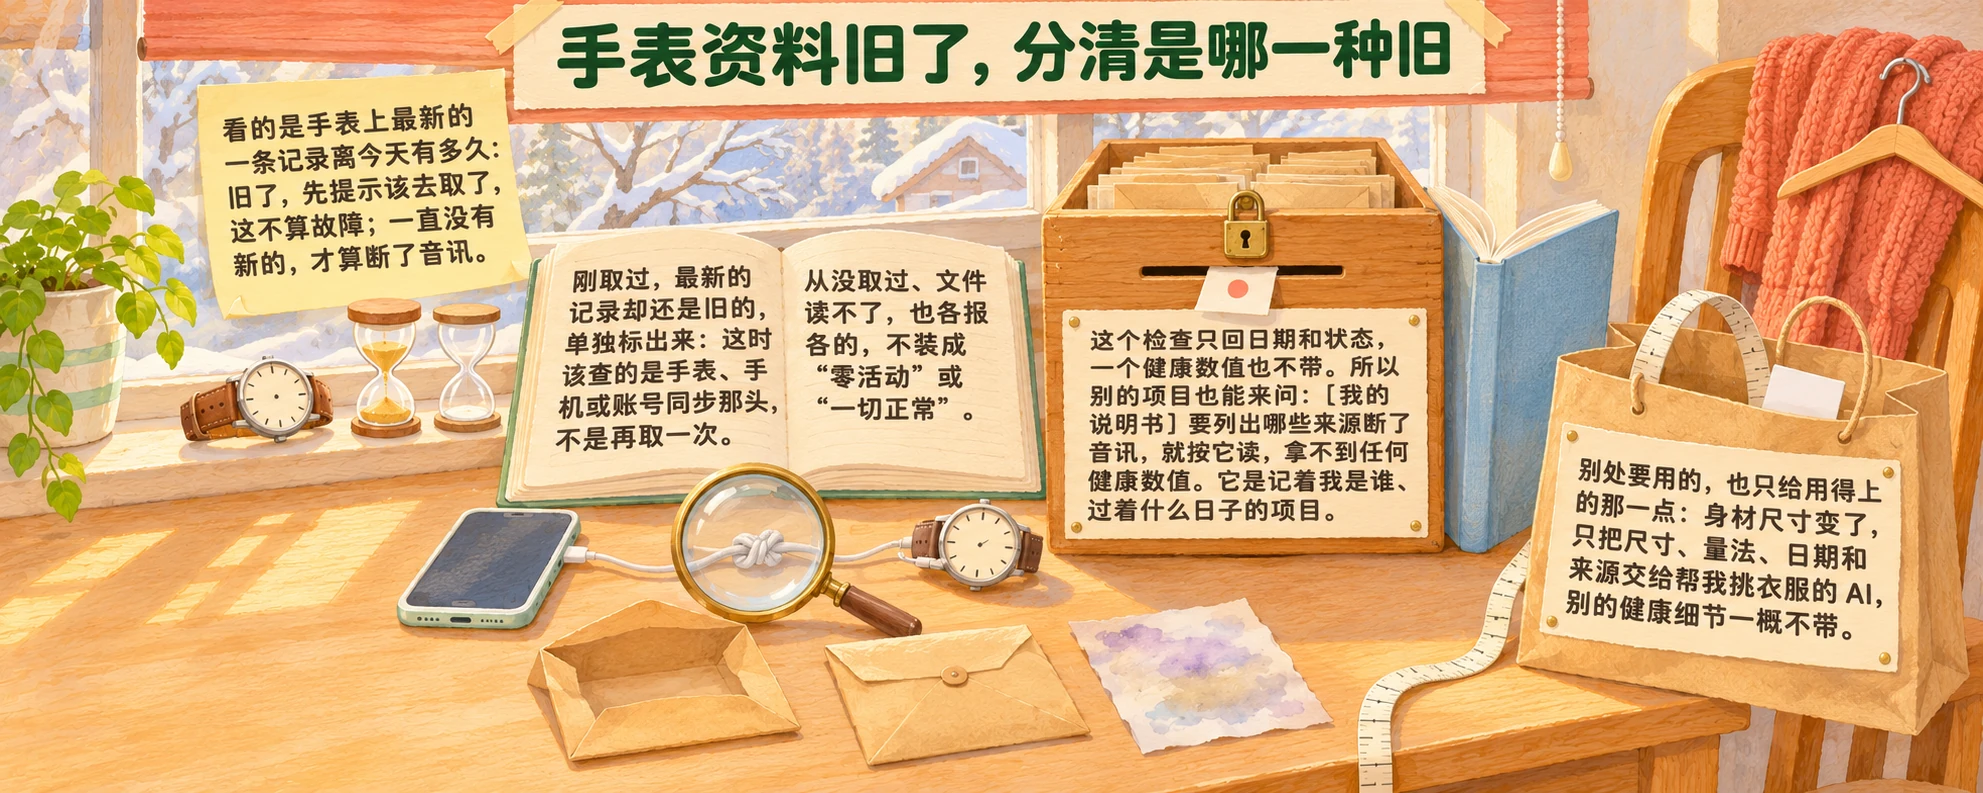 手表资料旧了，分清是哪一种旧
看的是手表上最新的
一条记录离今天有多久：
旧了，先提示该去取了，
这不算故障；一直没有
新的，才算断了音讯。
刚取过，最新的
记录却还是旧的，
单独标出来：这时
该查的是手表、手
机或账号同步那头，
不是再取一次。
从没取过、文件
读不了，也各报
各的，不装成
“零活动”或
“一切正常”。
这个检查只回日期和状态，
一个健康数值也不带。所以
别的项目也能来问：［我的
说明书］要列出哪些来源断了
音讯，就按它读，拿不到任何
健康数值。它是记着我是谁、
过着什么日子的项目。
别处要用的，也只给用得上
的那一点：身材尺寸变了，
只把尺寸、量法、日期和
来源交给帮我挑衣服的 AI，
别的健康细节一概不带。